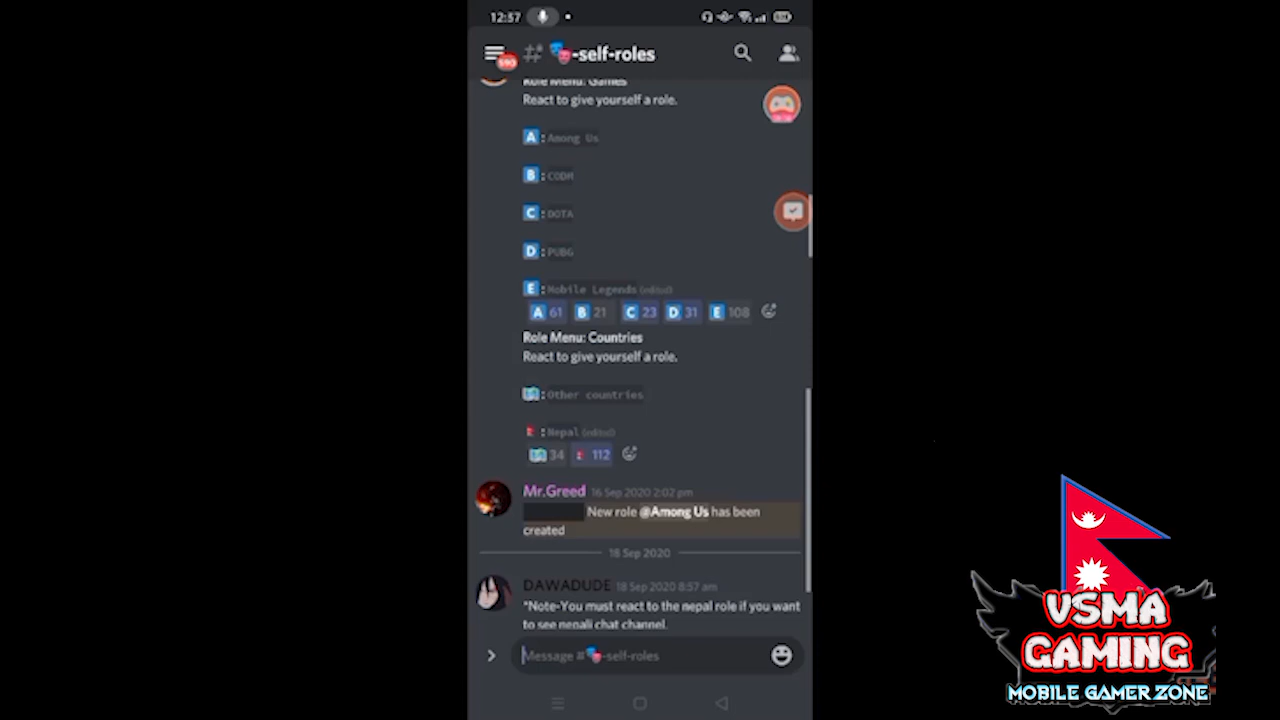 12:37
# -self-roles
590
Role Menu: Games
React to give yourself a role.
A : Among Us
B : CODM
C : DOTA
D : PUBG
E : Mobile Legends (edited)
A 61 B 21 C 23 D 31 E 108
Role Menu: Countries
React to give yourself a role.
: Other countries
: Nepal (edited)
34 112
Mr.Greed 16 Sep 2020 2:02 pm
New role @Among Us has been
created
18 Sep 2020
DAWADUDE 18 Sep 2020 8:57 am
*Note-You must react to the nepal role if you want
to see nepali chat channel.
Message # -self-roles
VSMA
GAMING
MOBILE GAMER ZONE